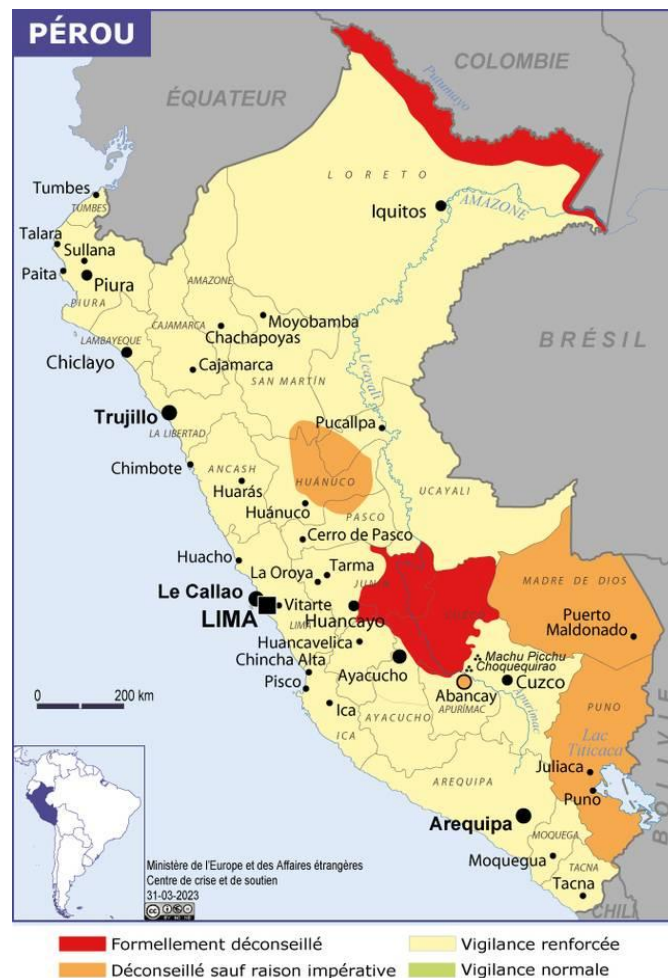 PÉROU
COLOMBIE
Putumayo
ÉQUATEUR
LORETO
Tumbes
TUMBES
Iquitos
AMAZONE
Talara
Sullana
Paita
Piura
PIURA
AMAZONE
Moyobamba
CAJAMARCA
Chachapoyas
LAMBAYEQUE
BRÉSIL
Chiclayo
Cajamarca
Ucayali
SAN MARTÍN
Trujillo
Pucallpa
LA LIBERTAD
Chimbote
ANCASH
Huarás
HUÁNUCO
UCAYALI
Huánuco
PASCO
Cerro de Pasco
Huacho
Tarma
La Oroya
JUNIN
MADRE DE DIOS
Le Callao
LIMA
Vitarte
LIMA
Huancayo
Puerto
Maldonado
Huancavelica
Machu Picchu
Choquequirao
Chincha Alta
Ayacucho
Cuzco
Pisco
Abancay
0 200 km
APURÍMAC
Apurimac
PUNO
Ica
AYACUCHO
ICA
Lac
Titicaca
Juliaca
AREQUIPA
Puno
Arequipa
MOQUEGA
Moquegua
TACNA
Tacna
CHILI
Ministère de l'Europe et des Affaires étrangères
Centre de crise et de soutien
31-03-2023
Formellement déconseillé
Vigilance renforcée
Déconseillé sauf raison impérative
Vigilance normale